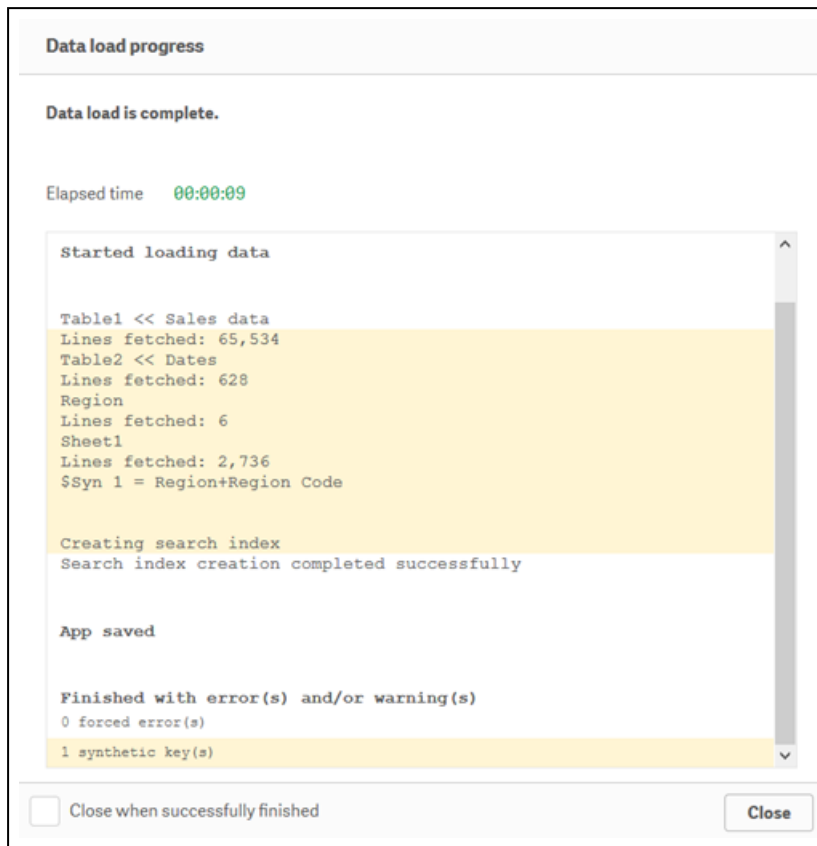 Data load progress
Data load is complete.
Elapsed time 00:00:09
Started loading data
Table1 << Sales data
Lines fetched: 65,534
Table2 << Dates
Lines fetched: 628
Region
Lines fetched: 6
Sheet1
Lines fetched: 2,736
$Syn 1 = Region+Region Code
Creating search index
Search index creation completed successfully
App saved
Finished with error(s) and/or warning(s)
0 forced error(s)
1 synthetic key(s)
Close when successfully finished
Close